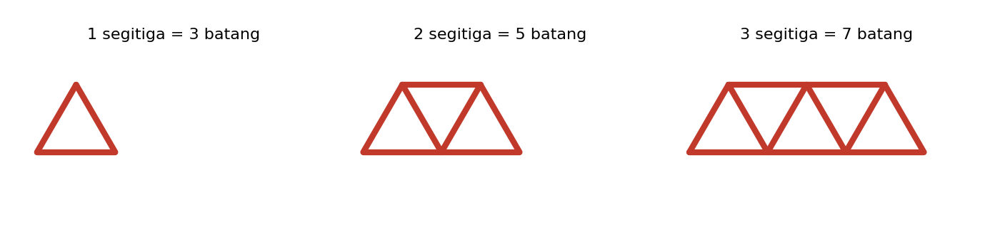 1 segitiga = 3 batang
2 segitiga = 5 batang
3 segitiga = 7 batang